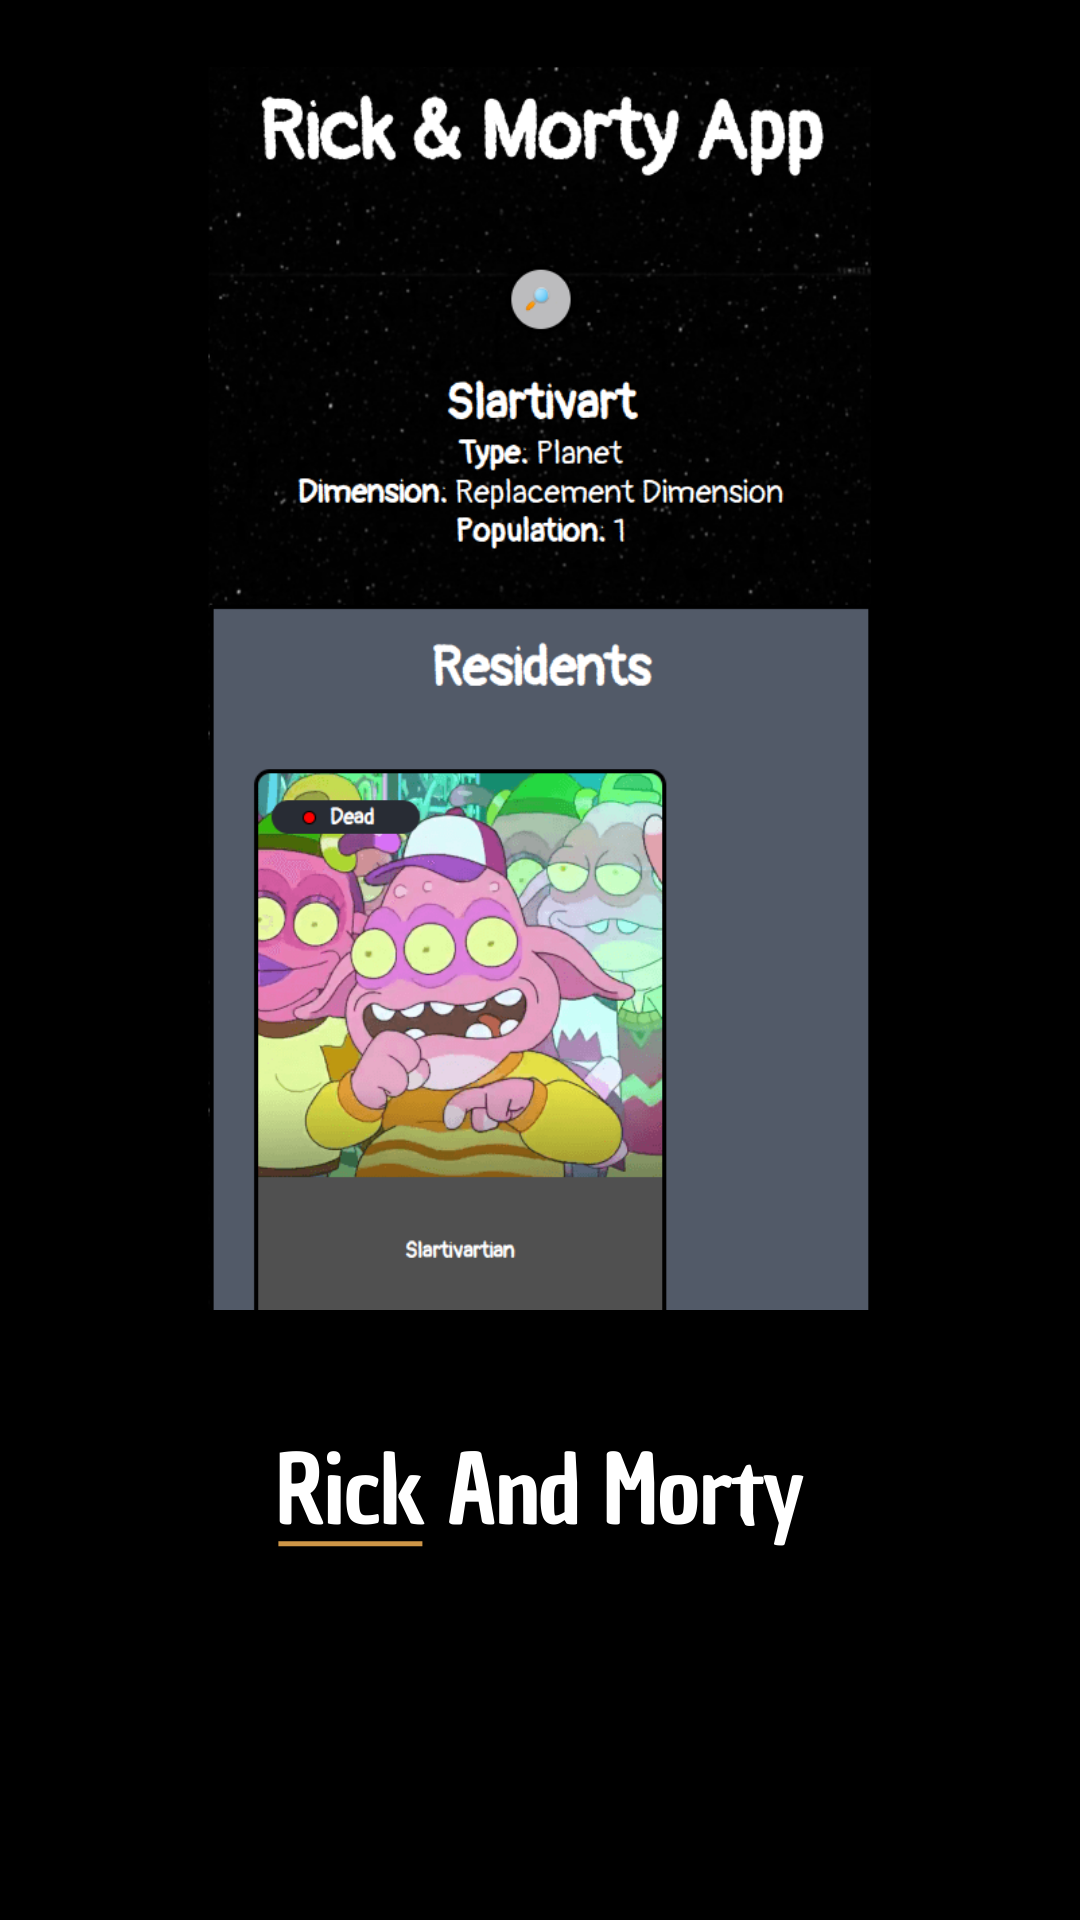 Rick & Morty App
Slartivart
Type: Planet
Dimension: Replacement Dimension
Population: 1
Residents
Dead
Slartivartian
Rick And Morty